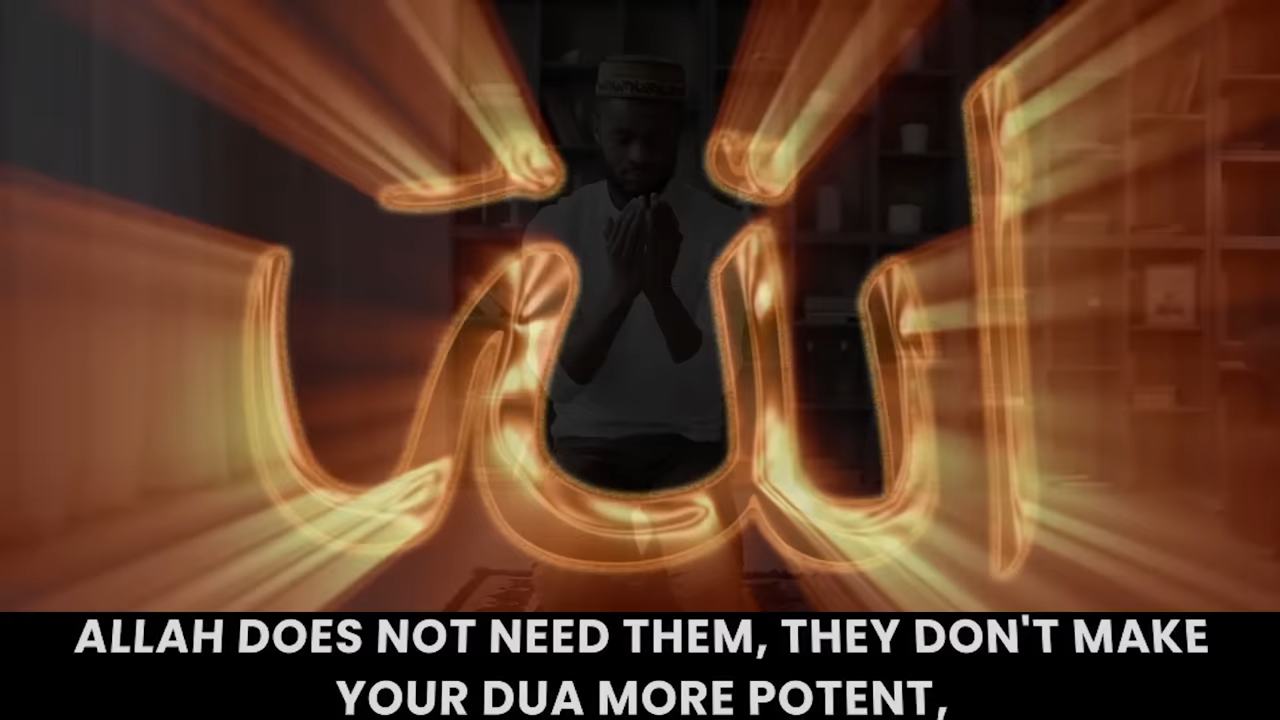 الله
ALLAH DOES NOT NEED THEM, THEY DON'T MAKE
YOUR DUA MORE POTENT,